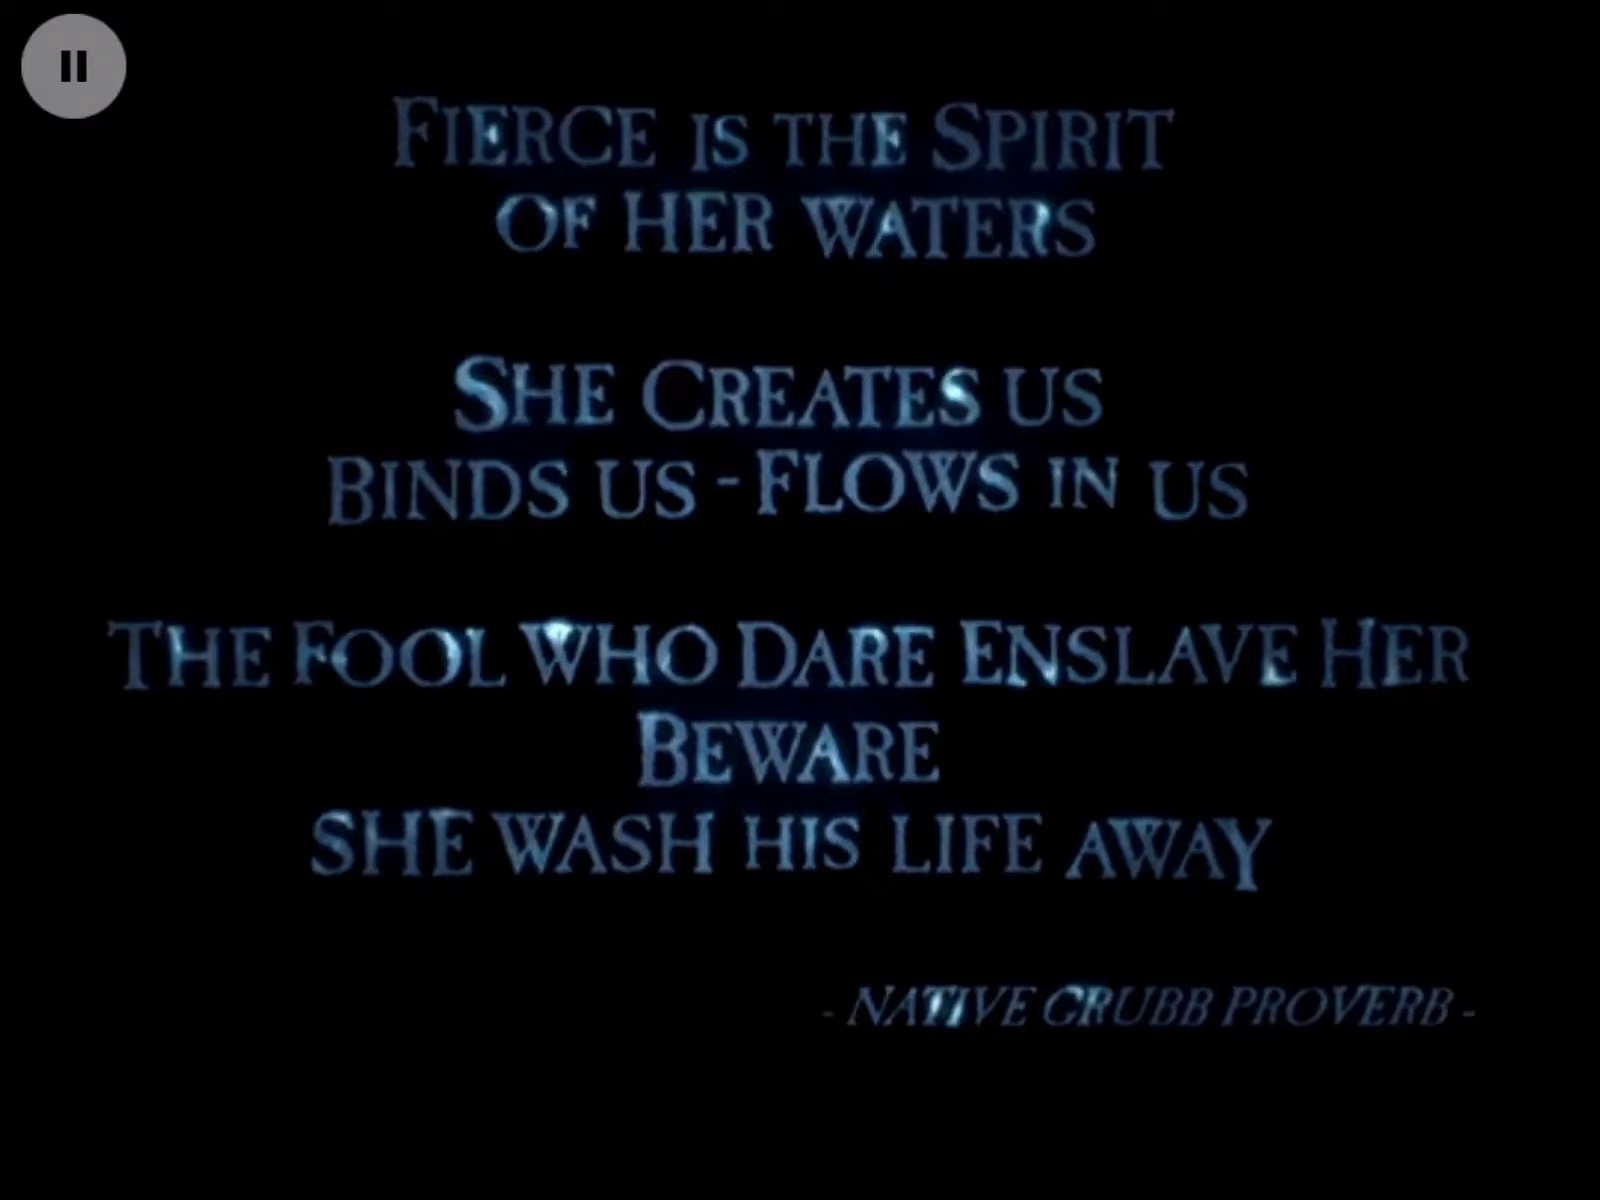 FIERCE IS THE SPIRIT
OF HER WATERS
SHE CREATES US
BINDS US - FLOWS IN US
THE FOOL WHO DARE ENSLAVE HER
BEWARE
SHE WASH HIS LIFE AWAY
- NATIVE GRUBB PROVERB -